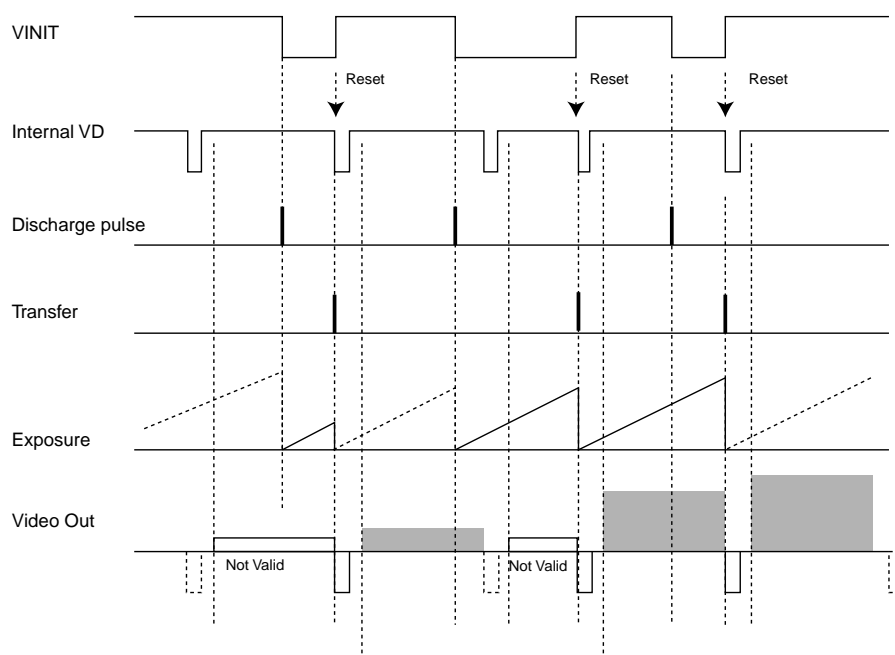 VINIT
Reset
Reset
Reset
Internal VD
Discharge pulse
Transfer
Exposure
Video Out
Not Valid
Not Valid